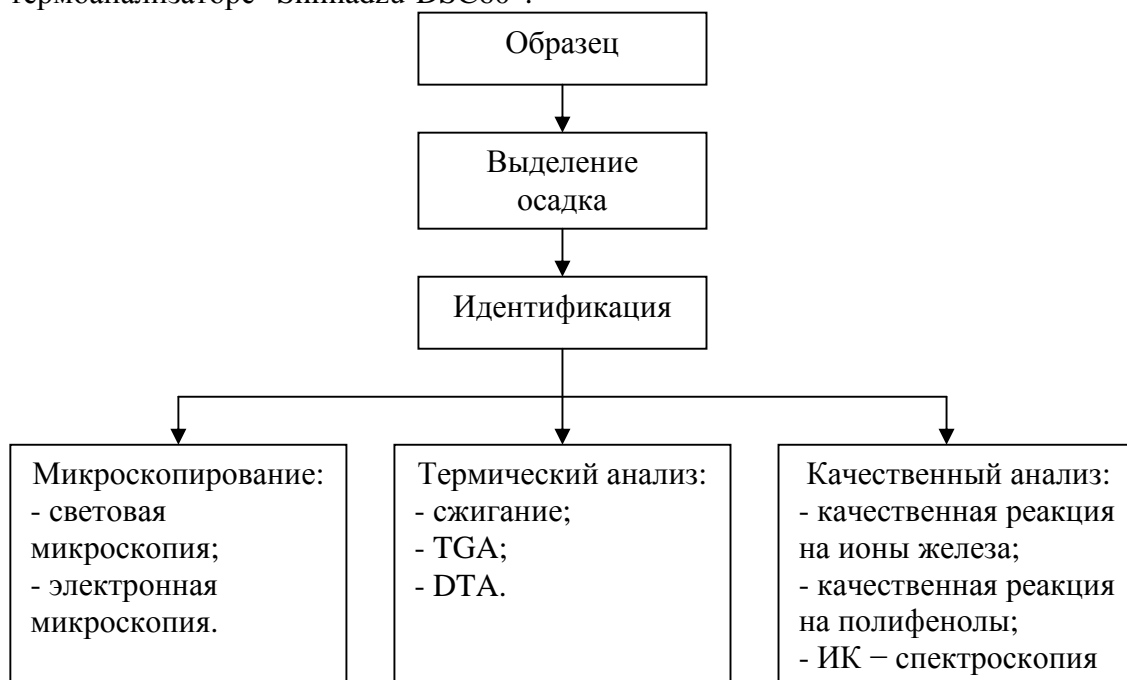 Образец
Выделение
осадка
Идентификация
Микроскопирование:
- световая
микроскопия;
- электронная
микроскопия.
Термический анализ:
- сжигание;
- TGA;
- DTA.
Качественный анализ:
- качественная реакция
на ионы железа;
- качественная реакция
на полифенолы;
- ИК − спектроскопия